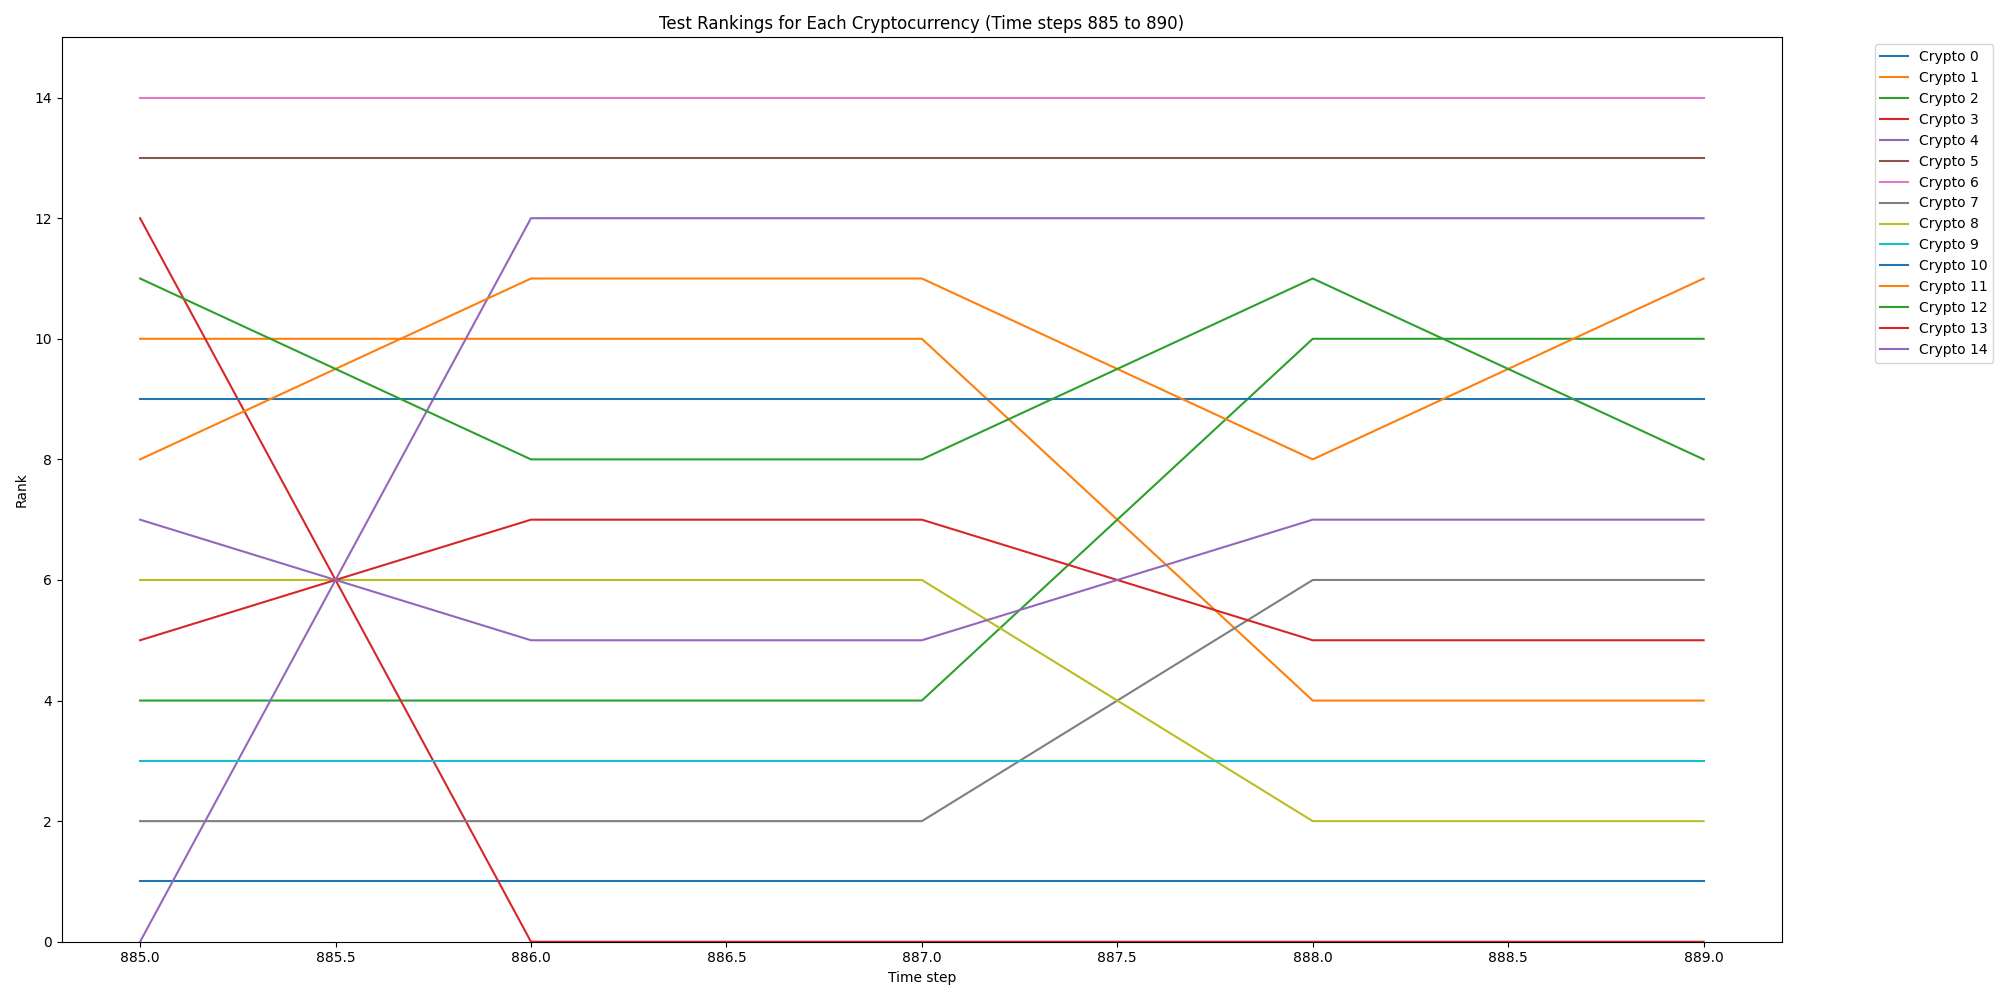 Test Rankings for Each Cryptocurrency (Time steps 885 to 890)
Crypto 0
Crypto 1
Crypto 2
Crypto 3
Crypto 4
Crypto 5
Crypto 6
Crypto 7
Crypto 8
Crypto 9
Crypto 10
Crypto 11
Crypto 12
Crypto 13
Crypto 14
Rank
14
12
10
8
6
4
2
0
885.0 885.5 886.0 886.5 887.0 887.5 888.0 888.5 889.0
Time step